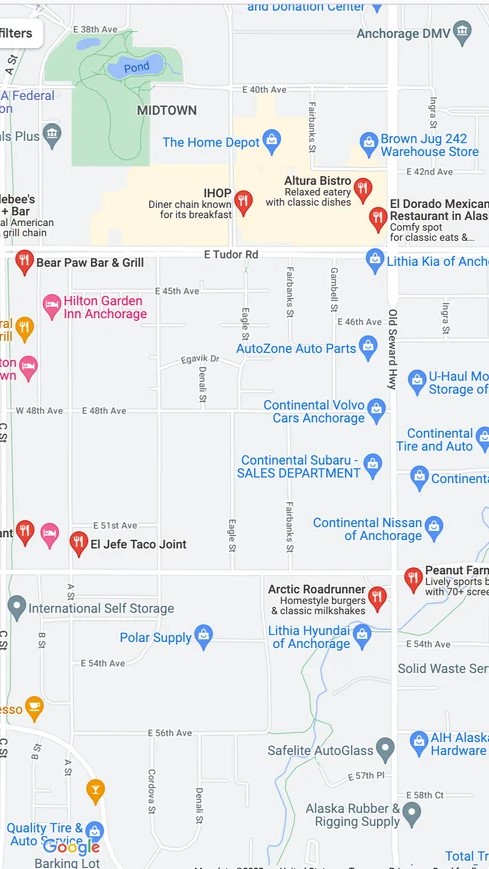 and Donation Center
E 38th Ave
filters
Anchorage DMV
A St
Pond
A Federal
on
E 40th Ave
MIDTOWN
Ingra St
Fairbanks St
als Plus
The Home Depot
Brown Jug 242
Warehouse Store
E 42nd Ave
Altura Bistro
Relaxed eatery
with classic dishes
IHOP
Diner chain known
for its breakfast
lebee's
+ Bar
al American
grill chain
El Dorado Mexican
Restaurant in Alas
Comfy spot
for classic eats &...
E Tudor Rd
Bear Paw Bar & Grill
Lithia Kia of Anch
E 45th Ave
Fairbanks St
Gambell St
Hilton Garden
Inn Anchorage
Eagle St
Ingra St
E 46th Ave
Old Seward Hwy
ral
rill
AutoZone Auto Parts
Egavik Dr
ton
wn
Denali St
U-Haul Mo
Storage of
W 48th Ave
E 48th Ave
Continental Volvo
Cars Anchorage
C St
Continental
Tire and Auto
Continental Subaru -
SALES DEPARTMENT
Continenta
E 51st Ave
Eagle St
Fairbanks St
Continental Nissan
of Anchorage
ant
El Jefe Taco Joint
Peanut Farm
Lively sports b
with 70+ scree
A St
Arctic Roadrunner
Homestyle burgers
& classic milkshakes
International Self Storage
C St
B St
Polar Supply
Lithia Hyundai
of Anchorage
E 54th Ave
E 54th Ave
Solid Waste Serv
esso
E 56th Ave
C St
B St
A St
Safelite AutoGlass
AIH Alaska
Hardware
Cordova St
Denali St
E 57th Pl
E 58th Ct
Alaska Rubber &
Rigging Supply
Quality Tire &
Auto Service
Google
Barking Lot
Total Tr